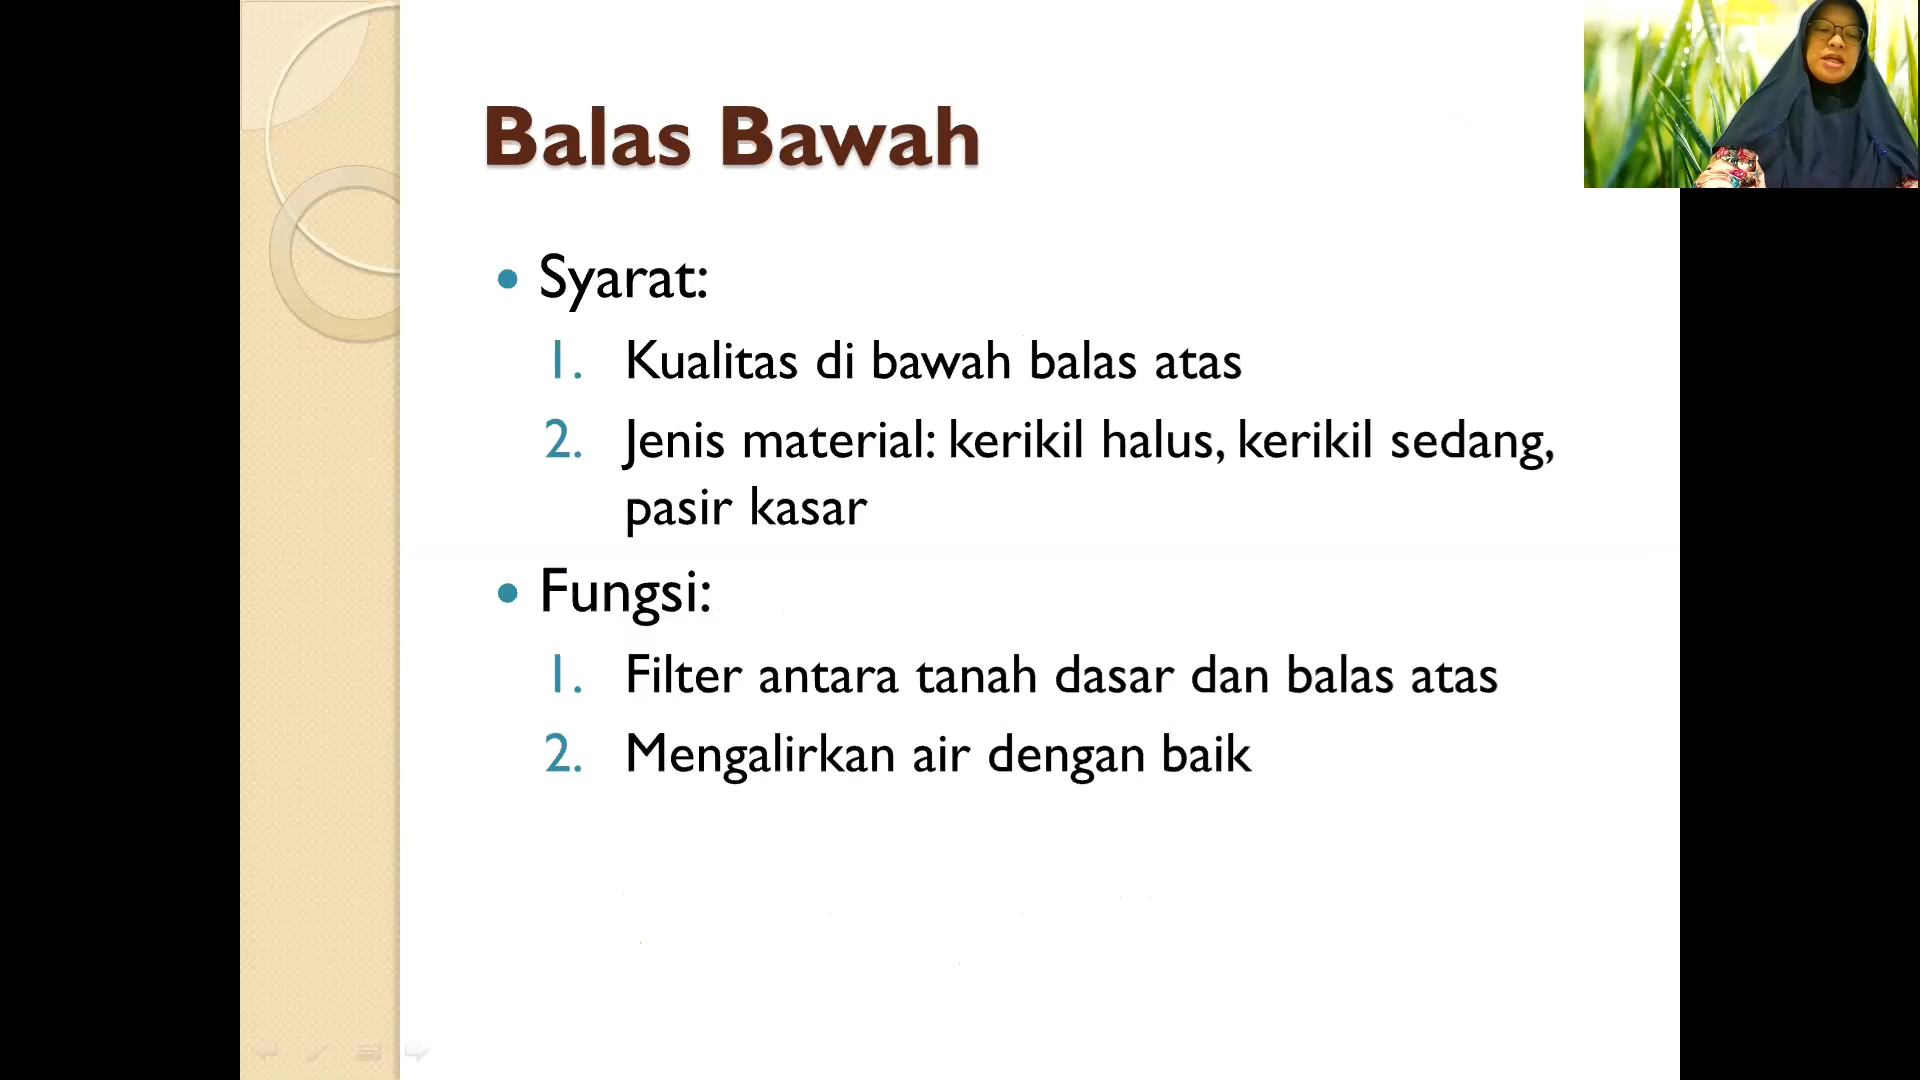 Balas Bawah
• Syarat:
1. Kualitas di bawah balas atas
2. Jenis material: kerikil halus, kerikil sedang,
pasir kasar
• Fungsi:
1. Filter antara tanah dasar dan balas atas
2. Mengalirkan air dengan baik